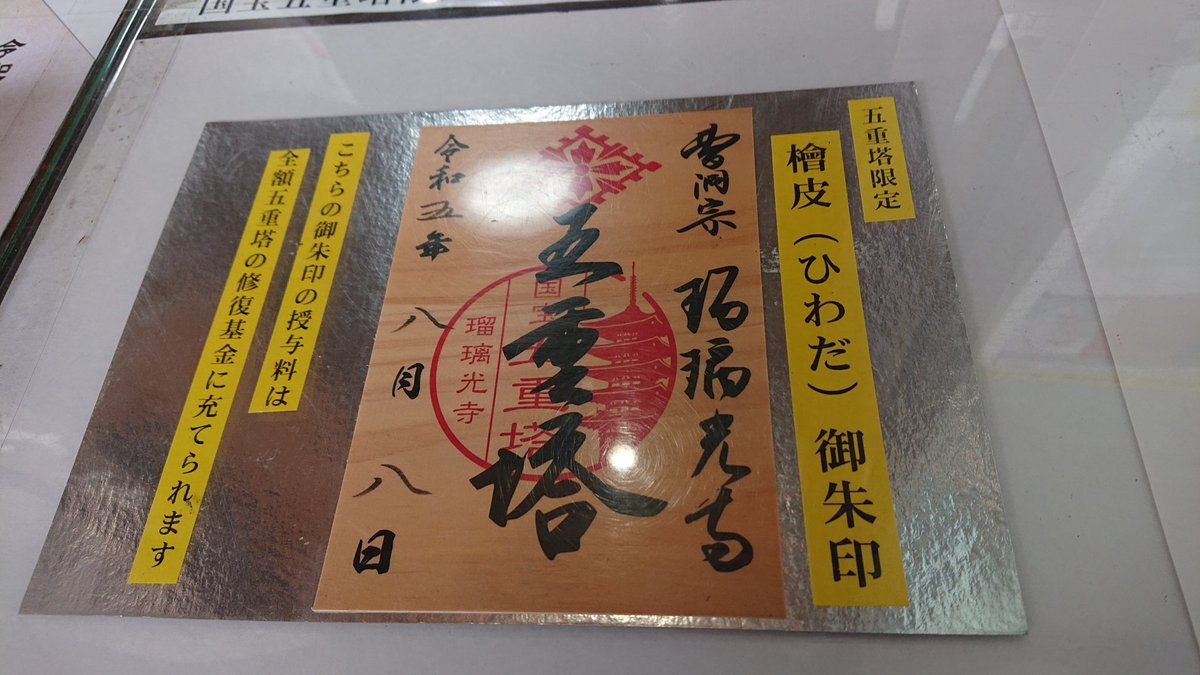 五重塔限定
檜皮（ひわだ）御朱印
曹洞宗 瑠璃光寺
五重塔
国宝
五重塔
瑠璃光寺
令和五年 八月 八日
こちらの御朱印の授与料は
全額五重塔の修復基金に充てられます